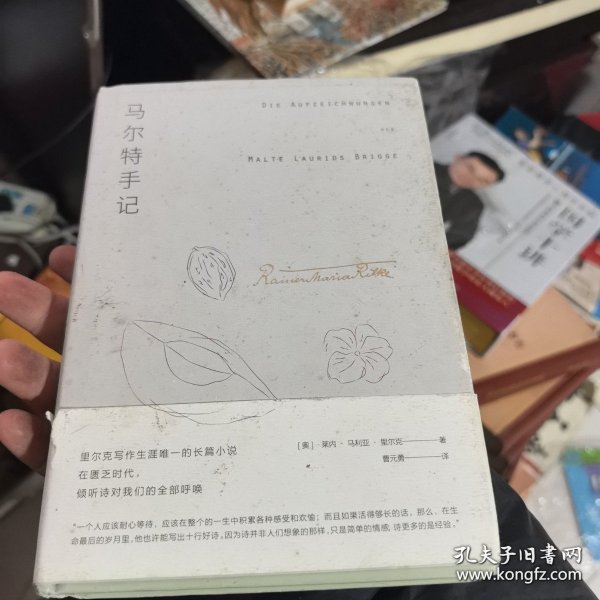 马尔特手记
DIE AUFZEICHNUNGEN
DES
MALTE LAURIDS BRIGGE
Rainer Maria Rilke
里尔克写作生涯唯一的长篇小说
在匮乏时代，
倾听诗对我们的全部呼唤
［奥］莱内·马利亚·里尔克——著
曹元勇——译
“一个人应该耐心等待，应该在整个的一生中积累各种感受和欢愉；而且如果活得够长的话，那么，在生
命最后的岁月里，他也许能写出十行好诗。因为诗并非人们想象的那样，只是简单的情感；诗更多的是经验。”
国学十讲
孔夫子旧书网
www.kongfz.com